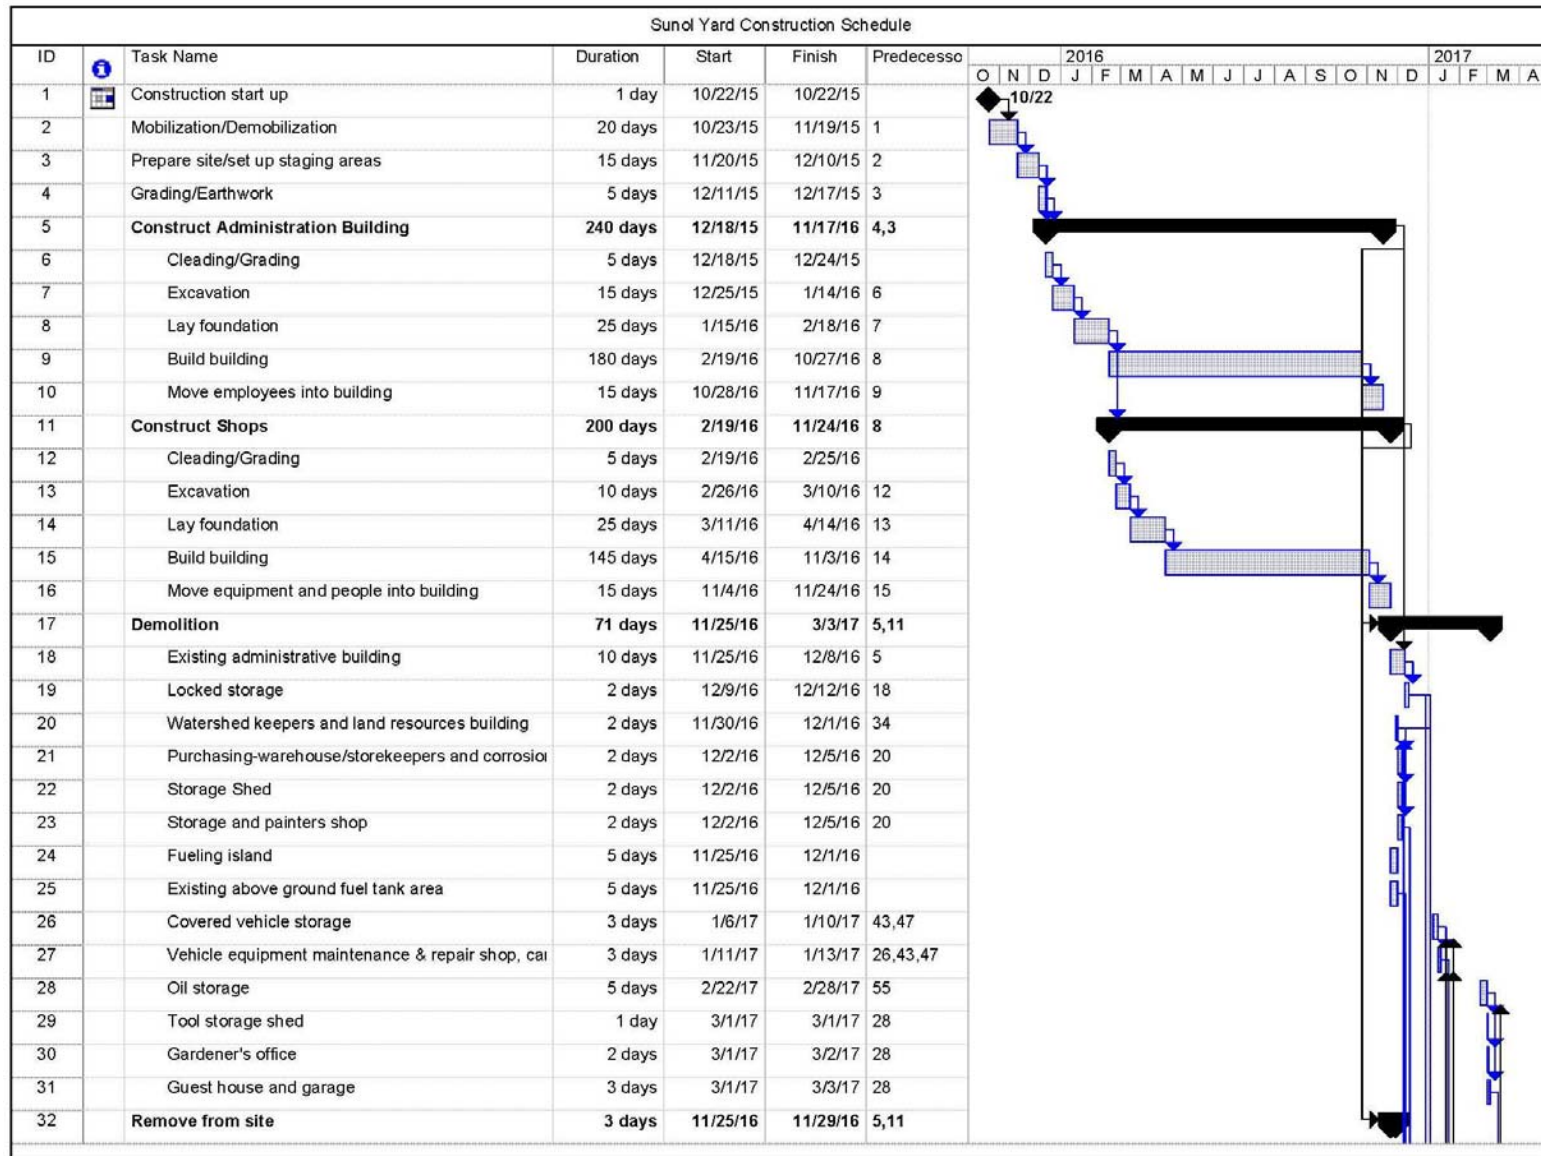 Sunol Yard Construction Schedule
ID Task Name Duration Start Finish Predecesso 2016 2017
O N D J F M A M J J A S O N D J F M A
1 Construction start up 1 day 10/22/15 10/22/15 10/22
2 Mobilization/Demobilization 20 days 10/23/15 11/19/15 1
3 Prepare site/set up staging areas 15 days 11/20/15 12/10/15 2
4 Grading/Earthwork 5 days 12/11/15 12/17/15 3
5 Construct Administration Building 240 days 12/18/15 11/17/16 4,3
6 Cleading/Grading 5 days 12/18/15 12/24/15
7 Excavation 15 days 12/25/15 1/14/16 6
8 Lay foundation 25 days 1/15/16 2/18/16 7
9 Build building 180 days 2/19/16 10/27/16 8
10 Move employees into building 15 days 10/28/16 11/17/16 9
11 Construct Shops 200 days 2/19/16 11/24/16 8
12 Cleading/Grading 5 days 2/19/16 2/25/16
13 Excavation 10 days 2/26/16 3/10/16 12
14 Lay foundation 25 days 3/11/16 4/14/16 13
15 Build building 145 days 4/15/16 11/3/16 14
16 Move equipment and people into building 15 days 11/4/16 11/24/16 15
17 Demolition 71 days 11/25/16 3/3/17 5,11
18 Existing administrative building 10 days 11/25/16 12/8/16 5
19 Locked storage 2 days 12/9/16 12/12/16 18
20 Watershed keepers and land resources building 2 days 11/30/16 12/1/16 34
21 Purchasing-warehouse/storekeepers and corrosion 2 days 12/2/16 12/5/16 20
22 Storage Shed 2 days 12/2/16 12/5/16 20
23 Storage and painters shop 2 days 12/2/16 12/5/16 20
24 Fueling island 5 days 11/25/16 12/1/16
25 Existing above ground fuel tank area 5 days 11/25/16 12/1/16
26 Covered vehicle storage 3 days 1/6/17 1/10/17 43,47
27 Vehicle equipment maintenance & repair shop, car 3 days 1/11/17 1/13/17 26,43,47
28 Oil storage 5 days 2/22/17 2/28/17 55
29 Tool storage shed 1 day 3/1/17 3/1/17 28
30 Gardener's office 2 days 3/1/17 3/2/17 28
31 Guest house and garage 3 days 3/1/17 3/3/17 28
32 Remove from site 3 days 11/25/16 11/29/16 5,11